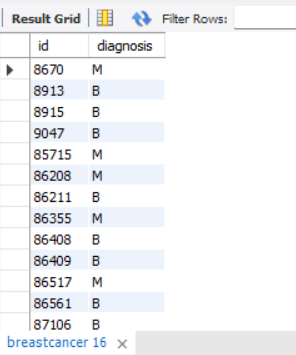 Result Grid Filter Rows:
id diagnosis
8670 M
8913 B
8915 B
9047 B
85715 M
86208 M
86211 B
86355 M
86408 B
86409 B
86517 M
86561 B
87106 B
breastcancer 16 ×